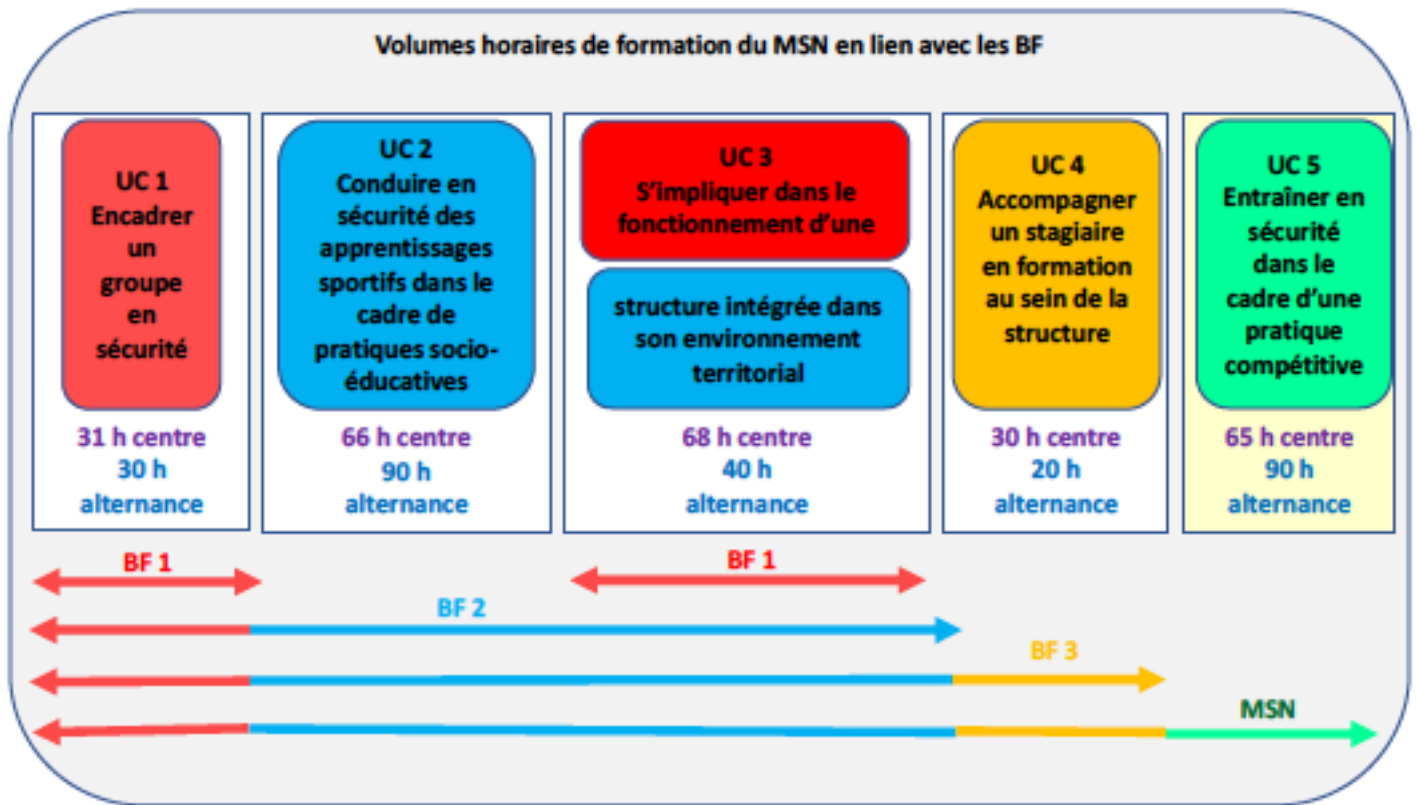 Volumes horaires de formation du MSN en lien avec les BF
UC 1
Encadrer
un
groupe
en
sécurité
31 h centre
30 h
alternance
UC 2
Conduire en
sécurité des
apprentissages
sportifs dans le
cadre de
pratiques socio-
éducatives
66 h centre
90 h
alternance
UC 3
S'impliquer dans le
fonctionnement d'une
structure intégrée dans
son environnement
territorial
68 h centre
40 h
alternance
UC 4
Accompagner
un stagiaire
en formation
au sein de la
structure
30 h centre
20 h
alternance
UC 5
Entraîner en
sécurité
dans le
cadre d'une
pratique
compétitive
65 h centre
90 h
alternance
BF 1
BF 1
BF 2
BF 3
MSN